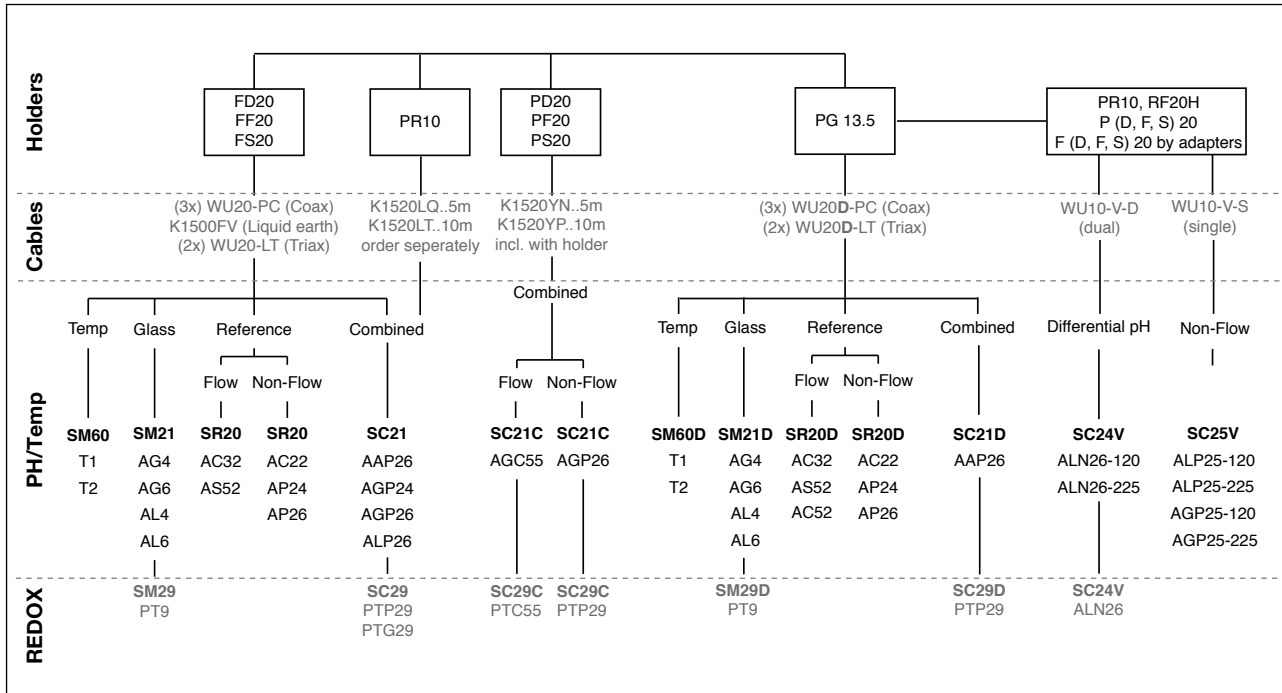 Holders
FD20
FF20
FS20
PR10
PD20
PF20
PS20
PG 13.5
PR10, RF20H
P (D, F, S) 20
F (D, F, S) 20 by adapters
Cables
(3x) WU20-PC (Coax)
K1500FV (Liquid earth)
(2x) WU20-LT (Triax)
K1520LQ..5m
K1520LT..10m
order seperately
K1520YN..5m
K1520YP..10m
incl. with holder
(3x) WU20D-PC (Coax)
(2x) WU20D-LT (Triax)
WU10-V-D
(dual)
WU10-V-S
(single)
PH/Temp
Temp
SM60
T1
T2
Glass
SM21
AG4
AG6
AL4
AL6
Reference
Flow
SR20
AC32
AS52
Non-Flow
SR20
AC22
AP24
AP26
Combined
SC21
AAP26
AGP24
AGP26
ALP26
Combined
Flow
SC21C
AGC55
Non-Flow
SC21C
AGP26
Temp
SM60D
T1
T2
Glass
SM21D
AG4
AG6
AL4
AL6
Reference
Flow
SR20D
AC32
AS52
AC52
Non-Flow
SR20D
AC22
AP24
AP26
Combined
SC21D
AAP26
Differential pH
SC24V
ALN26-120
ALN26-225
Non-Flow
SC25V
ALP25-120
ALP25-225
AGP25-120
AGP25-225
REDOX
SM29
PT9
SC29
PTP29
PTG29
SC29C
PTC55
SC29C
PTP29
SM29D
PT9
SC29D
PTP29
SC24V
ALN26